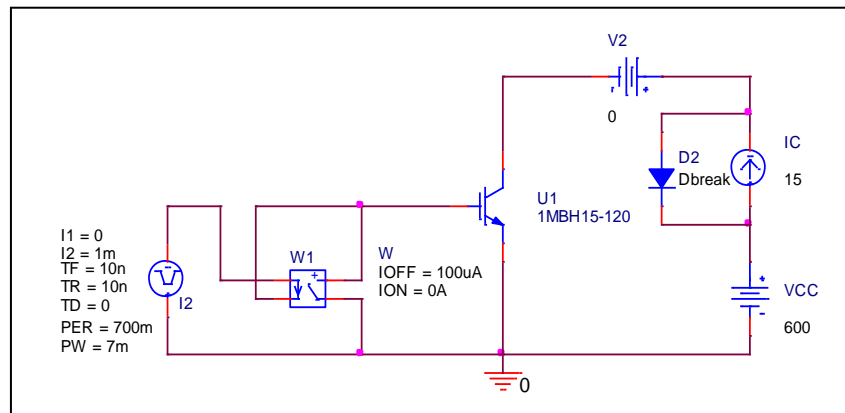 V2
0
D2
Dbreak
IC
15
U1
1MBH15-120
I1 = 0
I2 = 1m
TF = 10n
TR = 10n
TD = 0
PER = 700m
PW = 7m
I2
W1
W
IOFF = 100uA
ION = 0A
VCC
600
0